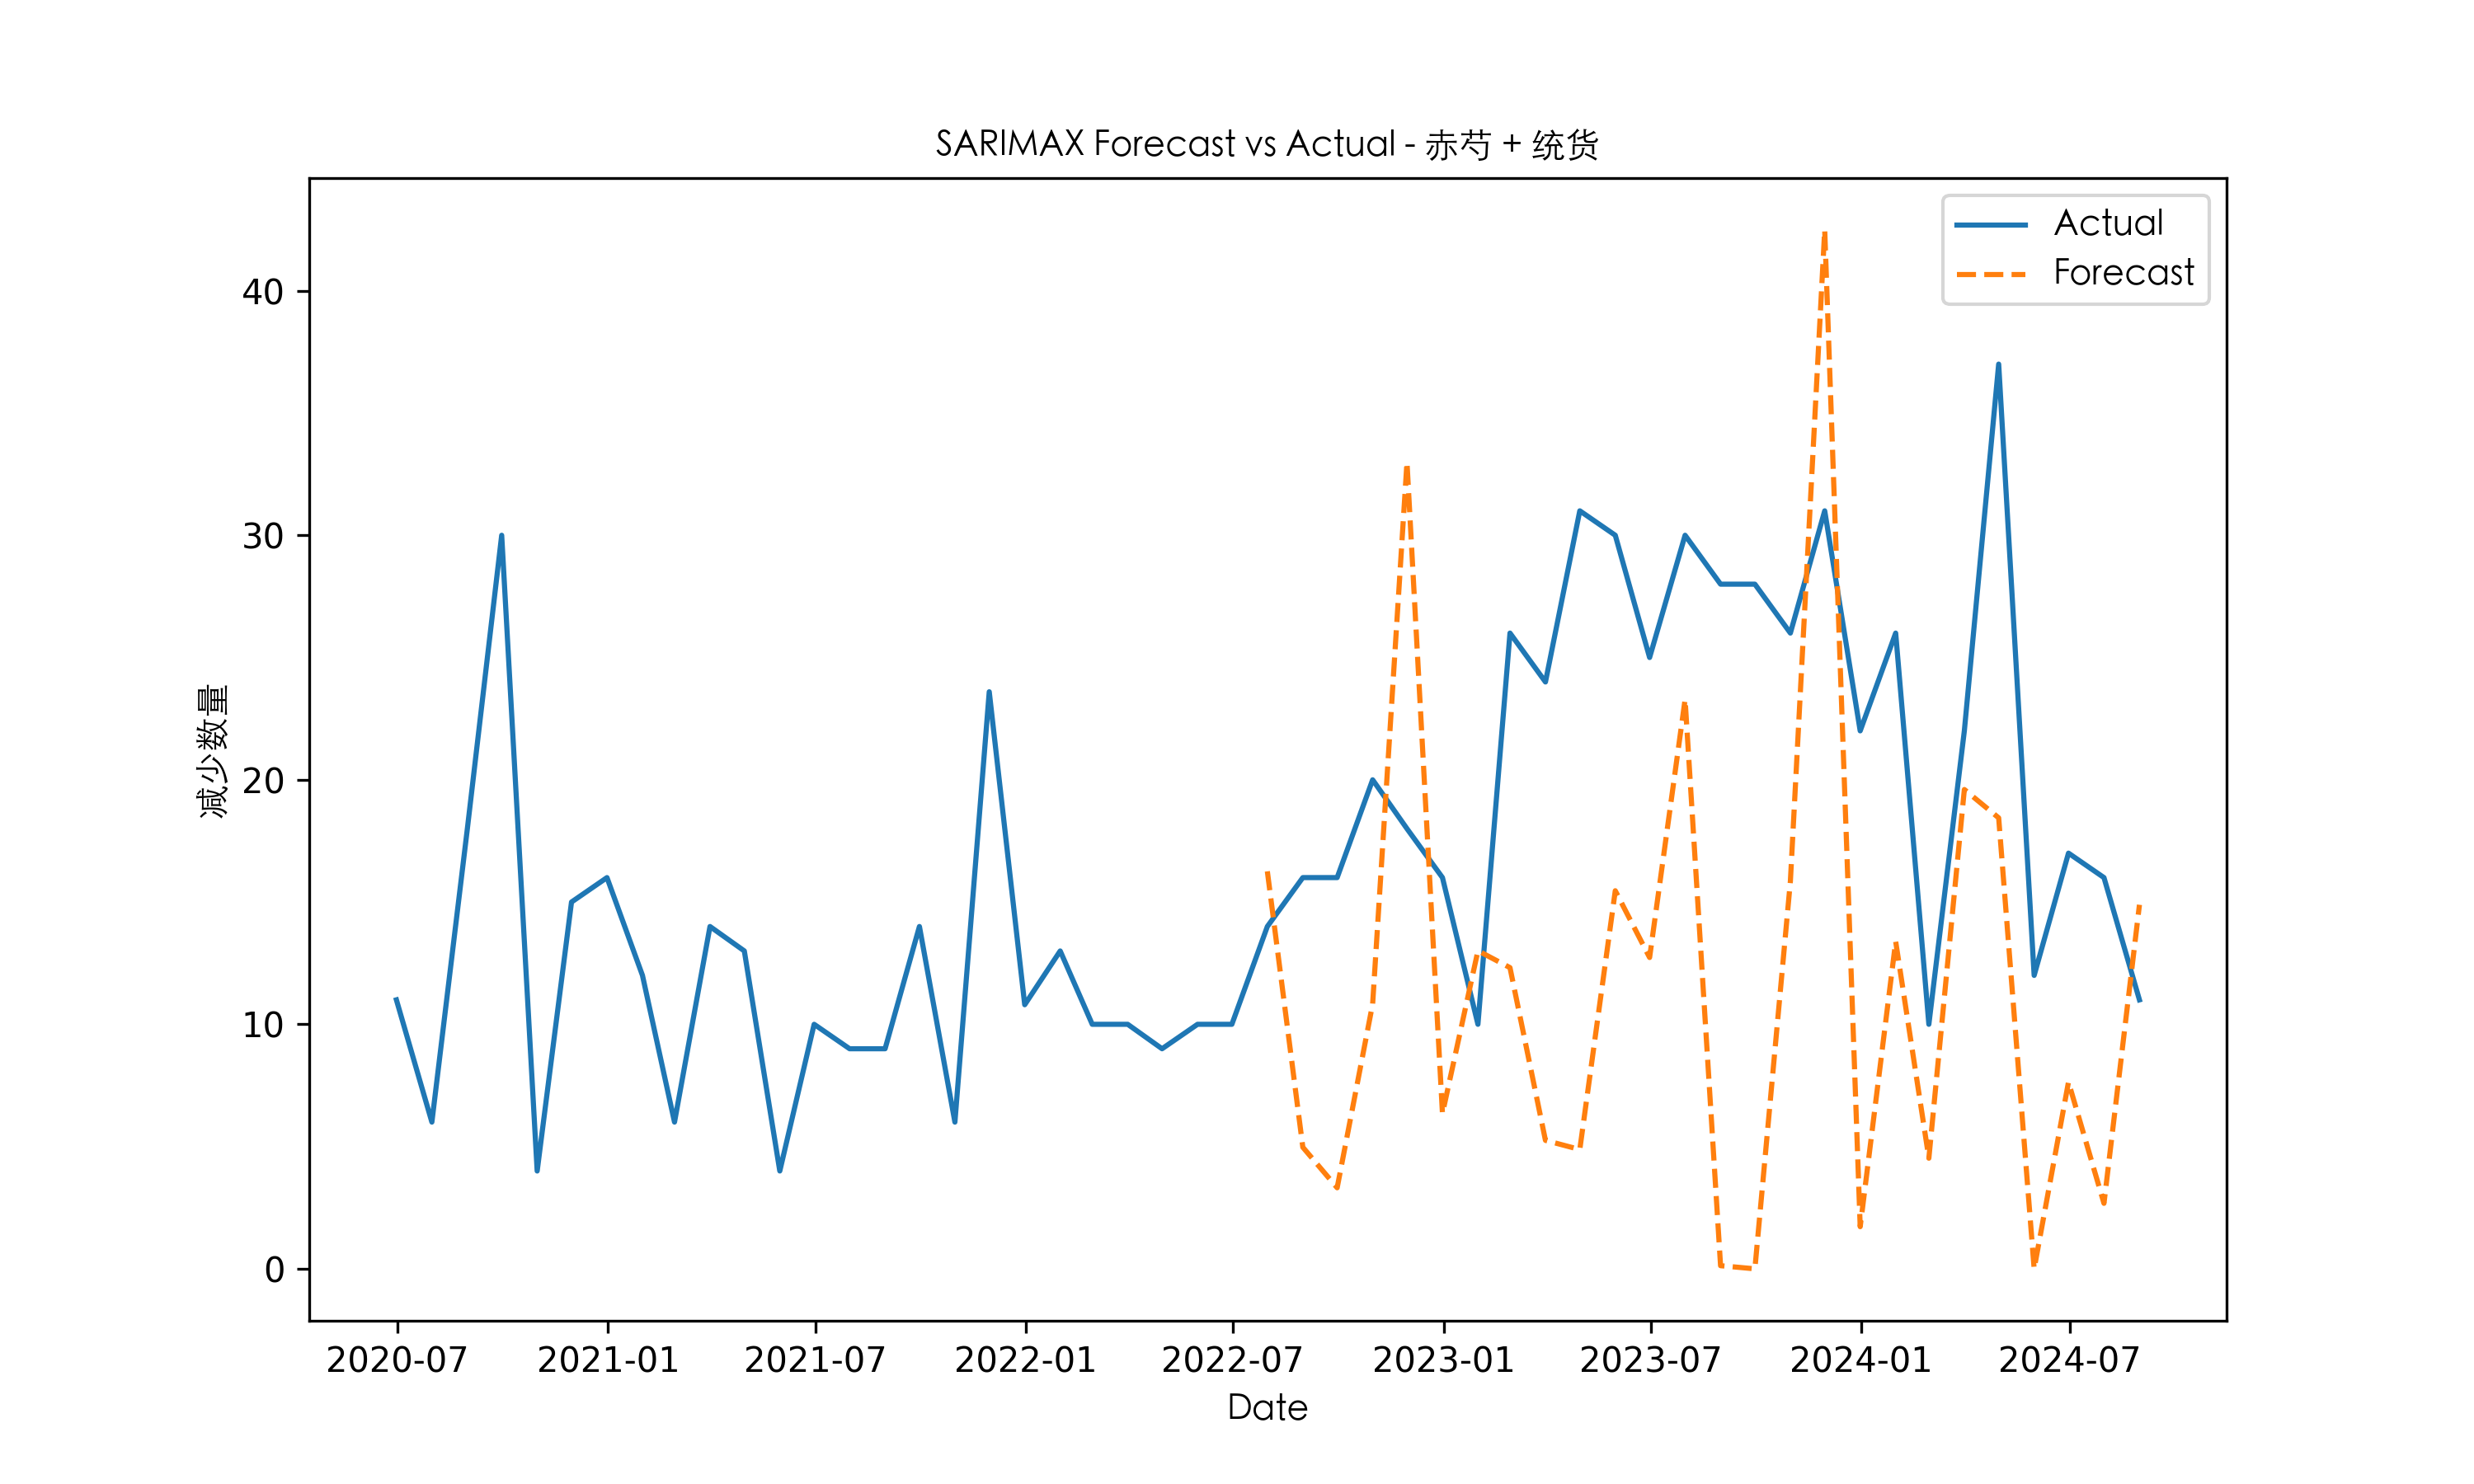 SARIMAX Forecast vs Actual - 赤芍 + 统货
Actual
Forecast
减少数量
40
30
20
10
0
2020-07 2021-01 2021-07 2022-01 2022-07 2023-01 2023-07 2024-01 2024-07
Date